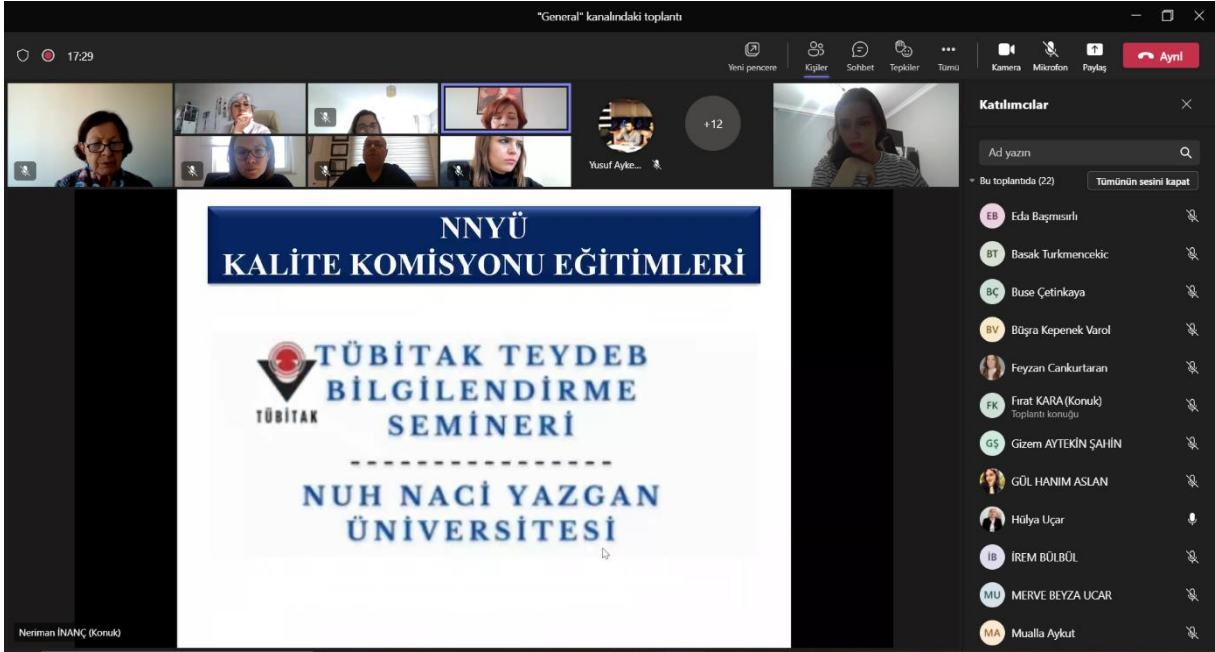 "General" kanalındaki toplantı
17:29
Yeni pencere
Kişiler
Sohbet
Tepkiler
Tümü
Kamera
Mikrofon
Paylaş
Ayrıl
Yusuf Ayke...
+12
NNYÜ
KALİTE KOMİSYONU EĞİTİMLERİ
TÜBİTAK TEYDEB
BİLGİLENDİRME
SEMİNERİ
TÜBİTAK
NUH NACİ YAZGAN
ÜNİVERSİTESİ
Neriman İNANÇ (Konuk)
Katılımcılar
Ad yazın
Bu toplantıda (22)
Tümünün sesini kapat
EB Eda Başmısırlı
BT Basak Turkmencekic
BÇ Buse Çetinkaya
BV Büşra Kepenek Varol
Feyzan Cankurtaran
FK Fırat KARA (Konuk)
Toplantı konuğu
GŞ Gizem AYTEKİN ŞAHİN
GÜL HANIM ASLAN
Hülya Uçar
İB İREM BÜLBÜL
MU MERVE BEYZA UCAR
MA Mualla Aykut